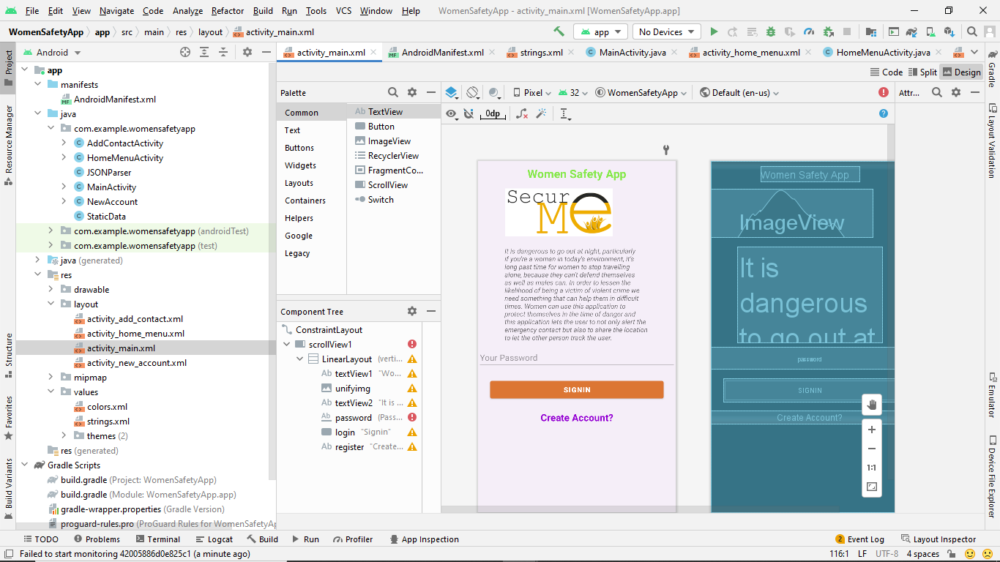 File Edit View Navigate Code Analyze Refactor Build Run Tools VCS Window Help WomenSafetyApp - activity_main.xml [WomenSafetyApp.app]
WomenSafetyApp app src main res layout activity_main.xml app No Devices
Project
Resource Manager
Structure
Favorites
Build Variants
Android
app
manifests
AndroidManifest.xml
java
com.example.womensafetyapp
AddContactActivity
HomeMenuActivity
JSONParser
MainActivity
NewAccount
StaticData
com.example.womensafetyapp (androidTest)
com.example.womensafetyapp (test)
java (generated)
res
drawable
layout
activity_add_contact.xml
activity_home_menu.xml
activity_main.xml
activity_new_account.xml
mipmap
values
colors.xml
strings.xml
themes (2)
res (generated)
Gradle Scripts
build.gradle (Project: WomenSafetyApp)
build.gradle (Module: WomenSafetyApp.app)
gradle-wrapper.properties (Gradle Version)
proguard-rules.pro (ProGuard Rules for WomenSafetyAp
activity_main.xml AndroidManifest.xml strings.xml MainActivity.java activity_home_menu.xml HomeMenuActivity.java
Code Split Design
Palette
Common
Text
Buttons
Widgets
Layouts
Containers
Helpers
Google
Legacy
Ab TextView
Button
ImageView
RecyclerView
FragmentCo...
ScrollView
Switch
Component Tree
ConstraintLayout
scrollView1
LinearLayout (verti...
Ab textView1 "Wo...
unifyimg
Ab textView2 "It is ...
Ab password (Pass...
login "Signin"
Ab register "Create...
Pixel 32 WomenSafetyApp Default (en-us)
0dp
Attr...
Women Safety App
Secur
Me
It is dangerous to go out at night, particularly
if you're a woman in today's environment, it's
long past time for women to stop travelling
alone, because they can't defend themselves
as well as males can. In order to lessen the
likelihood of being a victim of violent crime we
need something that can help them in difficult
times. Women can use this application to
protect themselves in the time of danger and
this application lets the user to not only alert the
emergency contact but also to share the location
to let the other person track the user.
Your Password
SIGNIN
Create Account?
Women Safety App
ImageView
It is
dangerous
to go out at
password
SIGNIN
Create Account?
1:1
Gradle
Layout Validation
Emulator
Device File Explorer
TODO Problems Terminal Logcat Build Run Profiler App Inspection 2 Event Log Layout Inspector
Failed to start monitoring 42005886d0e825c1 (a minute ago) 116:1 LF UTF-8 4 spaces